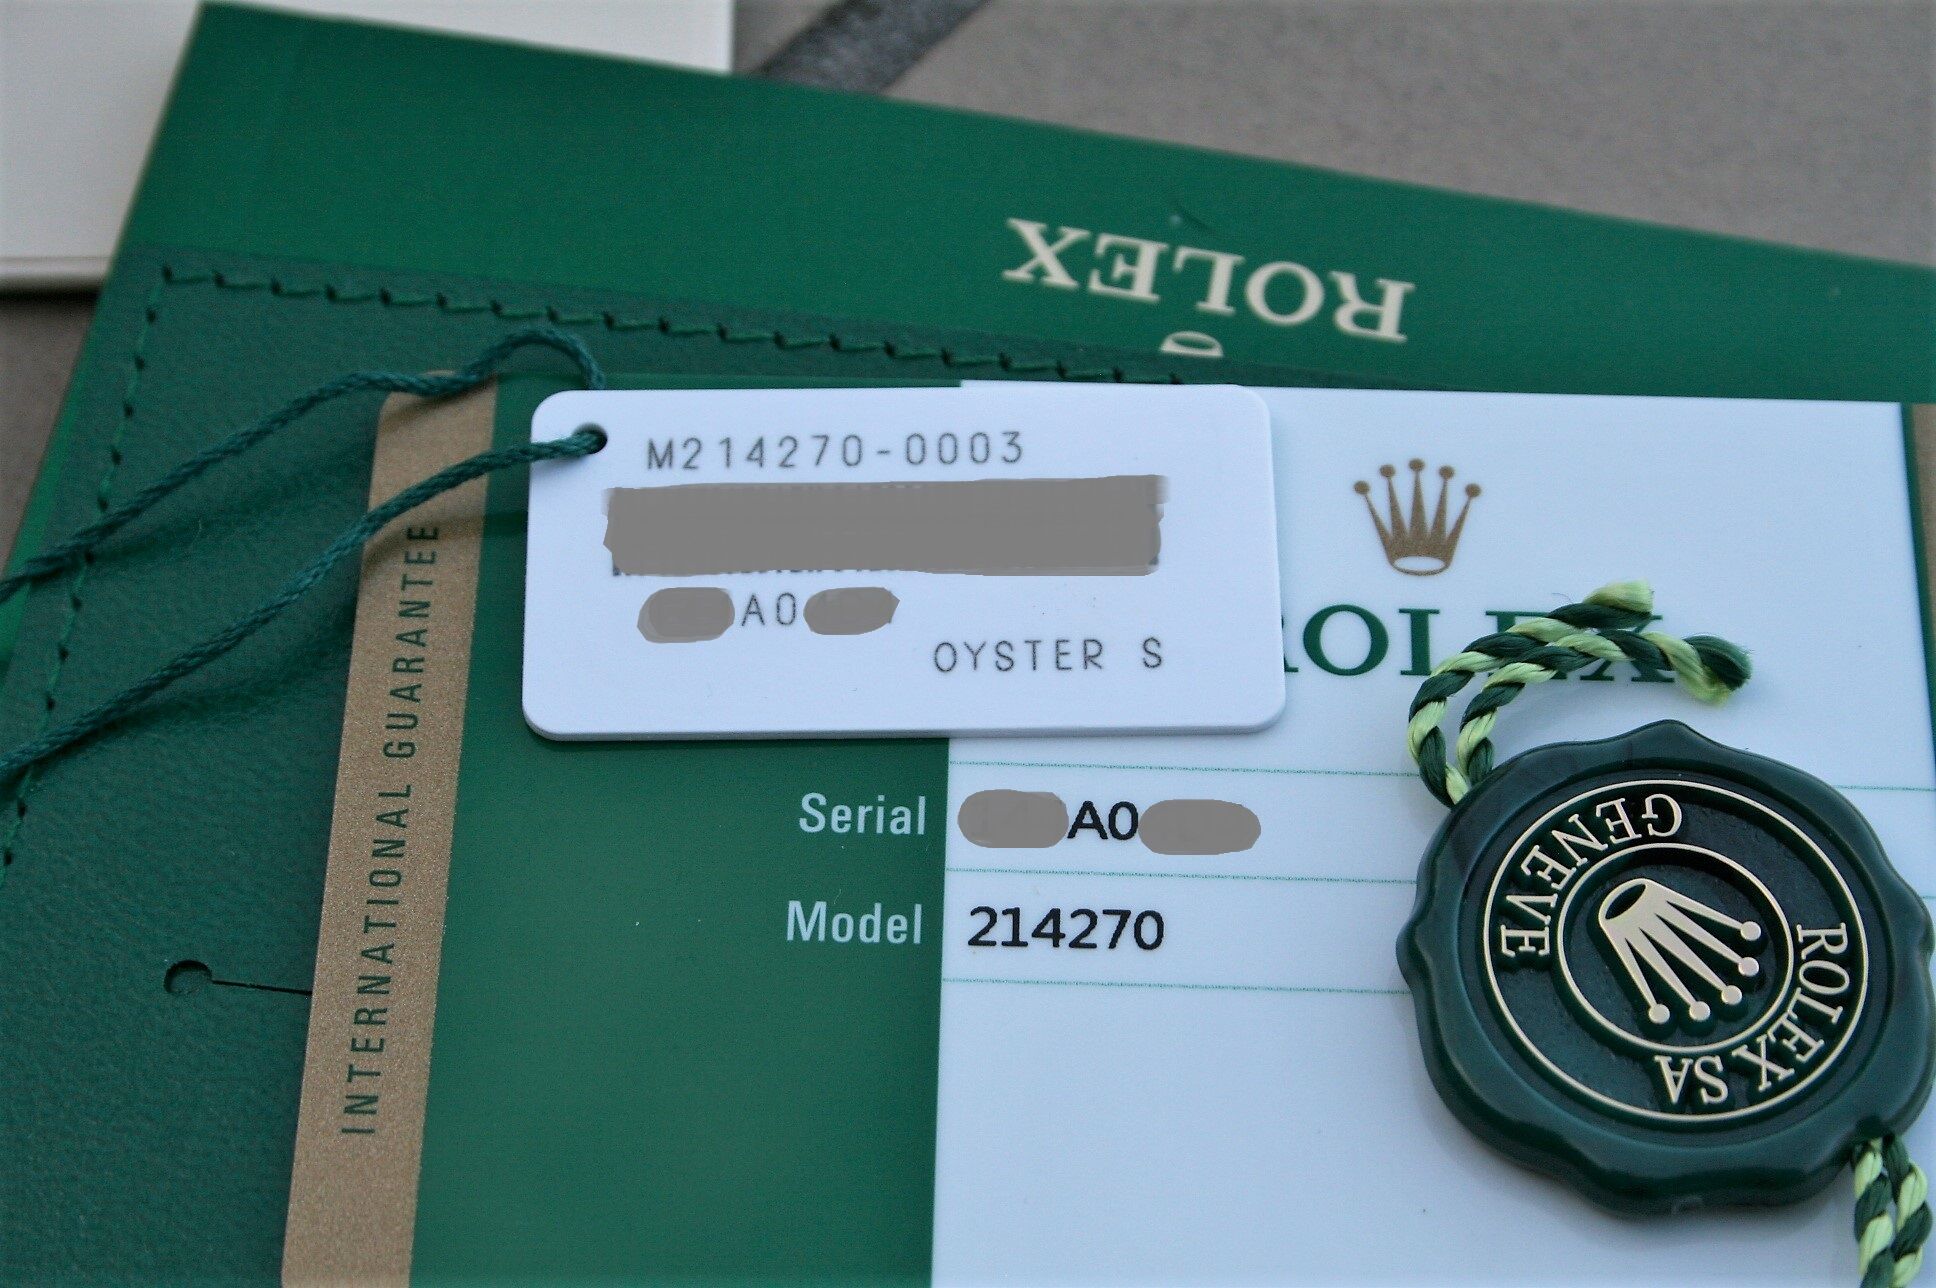 ROLEX
M214270-0003
A0
OYSTER S
INTERNATIONAL GUARANTEE
ROLEX
Serial A0
Model 214270
ROLEX SA
GENEVE